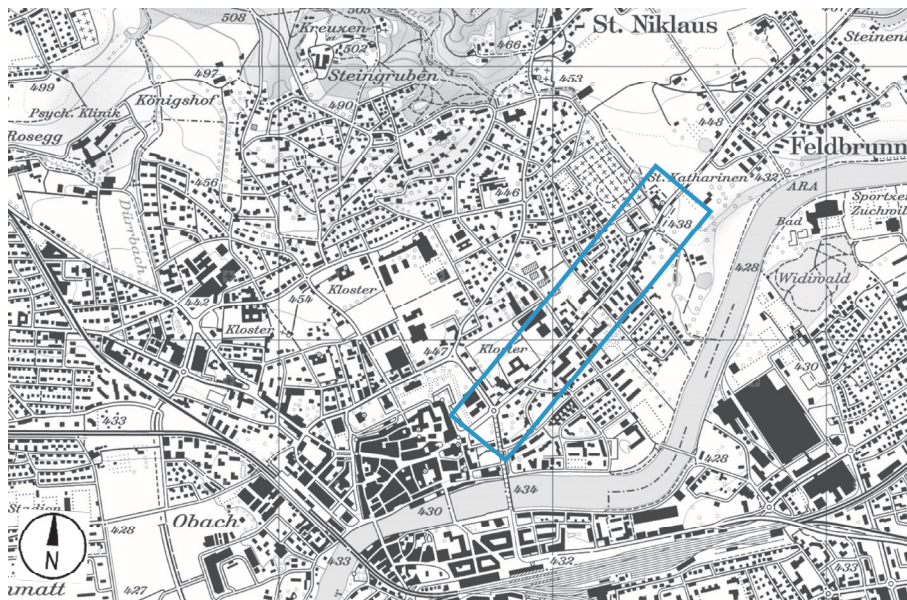 508
505
Kreuzen
502
466
St. Niklaus
Steinen
Steingruben
453
499
497
Königshof
490
448
Psych. Klinik
Rosegg
Feldbrunn
456
446
St. Katharinen
432
ARA
Sportze
Zuchwil
Bad
438
Dürrbach
428
Widiwald
Kloster
442
454
Kloster
447
Kloster
430
433
428
434
430
Stadion
428
Obach
N
433
432
433
427
matt